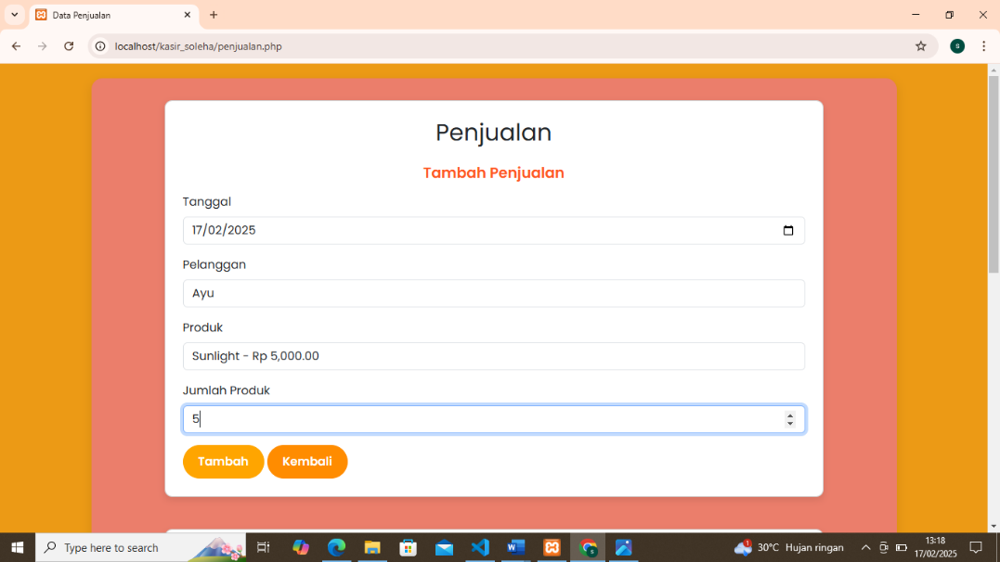 Data Penjualan
localhost/kasir_soleha/penjualan.php
s
Penjualan
Tambah Penjualan
Tanggal
17/02/2025
Pelanggan
Ayu
Produk
Sunlight - Rp 5,000.00
Jumlah Produk
5
Tambah Kembali
Type here to search
1
30°C Hujan ringan
13:18
17/02/2025